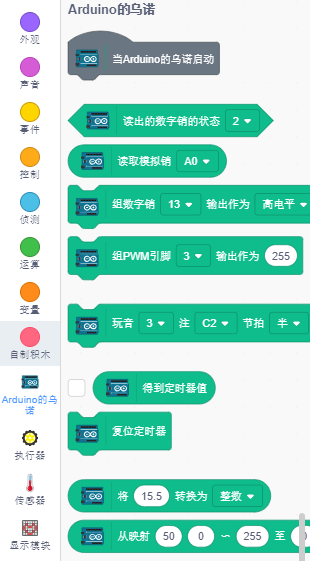 Arduino的乌诺
外观
声音
事件
控制
侦测
运算
变量
自制积木
Arduino的乌
诺
执行器
传感器
显示模块
当Arduino的乌诺启动
读出的数字销的状态 2
读取模拟销 A0
组数字销 13 输出作为 高电平
组PWM引脚 3 输出作为 255
玩音 3 注 C2 节拍 半
得到定时器值
复位定时器
将 15.5 转换为 整数
从映射 50 0 ~ 255 至